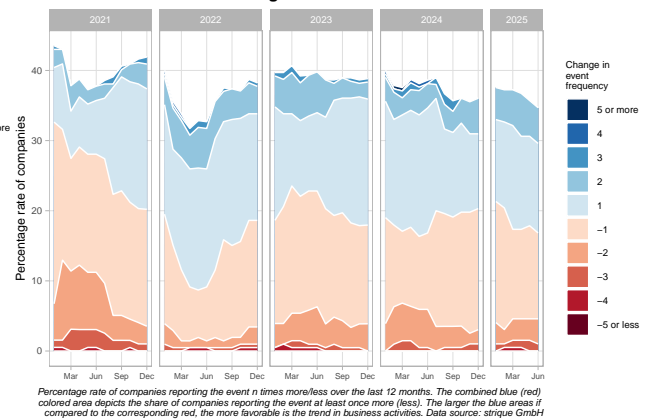 2021 2022 2023 2024 2025
Percentage rate of companies
40
30
20
10
0
Mar Jun Sep Dec Mar Jun Sep Dec Mar Jun Sep Dec Mar Jun Sep Dec Mar Jun
Change in
event
frequency
5 or more
4
3
2
1
−1
−2
−3
−4
−5 or less
Percentage rate of companies reporting the event n times more/less over the last 12 months. The combined blue (red)
colored area depicts the share of companies reporting the event at least once more (less). The larger the blue areas if
compared to the corresponding red, the more favorable is the trend in business activities. Data source: strique GmbH